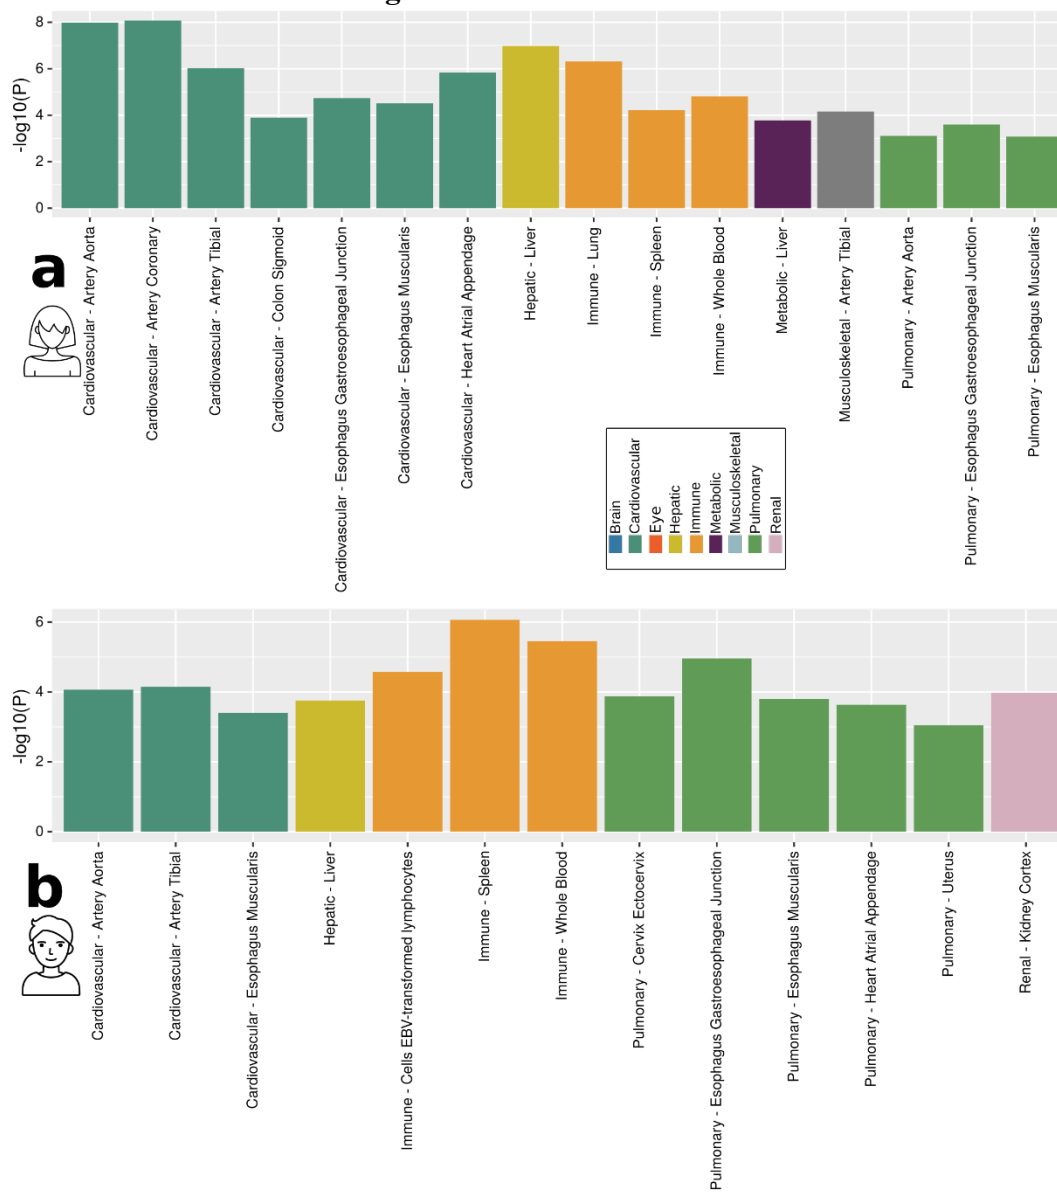 -log10(P)
8
6
4
2
0
Cardiovascular - Artery Aorta
Cardiovascular - Artery Coronary
Cardiovascular - Artery Tibial
Cardiovascular - Colon Sigmoid
Cardiovascular - Esophagus Gastroesophageal Junction
Cardiovascular - Esophagus Muscularis
Cardiovascular - Heart Atrial Appendage
Hepatic - Liver
Immune - Lung
Immune - Spleen
Immune - Whole Blood
Metabolic - Liver
Musculoskeletal - Artery Tibial
Pulmonary - Artery Aorta
Pulmonary - Esophagus Gastroesophageal Junction
Pulmonary - Esophagus Muscularis
a
Brain
Cardiovascular
Eye
Hepatic
Immune
Metabolic
Musculoskeletal
Pulmonary
Renal
-log10(P)
6
4
2
0
Cardiovascular - Artery Aorta
Cardiovascular - Artery Tibial
Cardiovascular - Esophagus Muscularis
Hepatic - Liver
Immune - Cells EBV-transformed lymphocytes
Immune - Spleen
Immune - Whole Blood
Pulmonary - Cervix Ectocervix
Pulmonary - Esophagus Gastroesophageal Junction
Pulmonary - Esophagus Muscularis
Pulmonary - Heart Atrial Appendage
Pulmonary - Uterus
Renal - Kidney Cortex
b